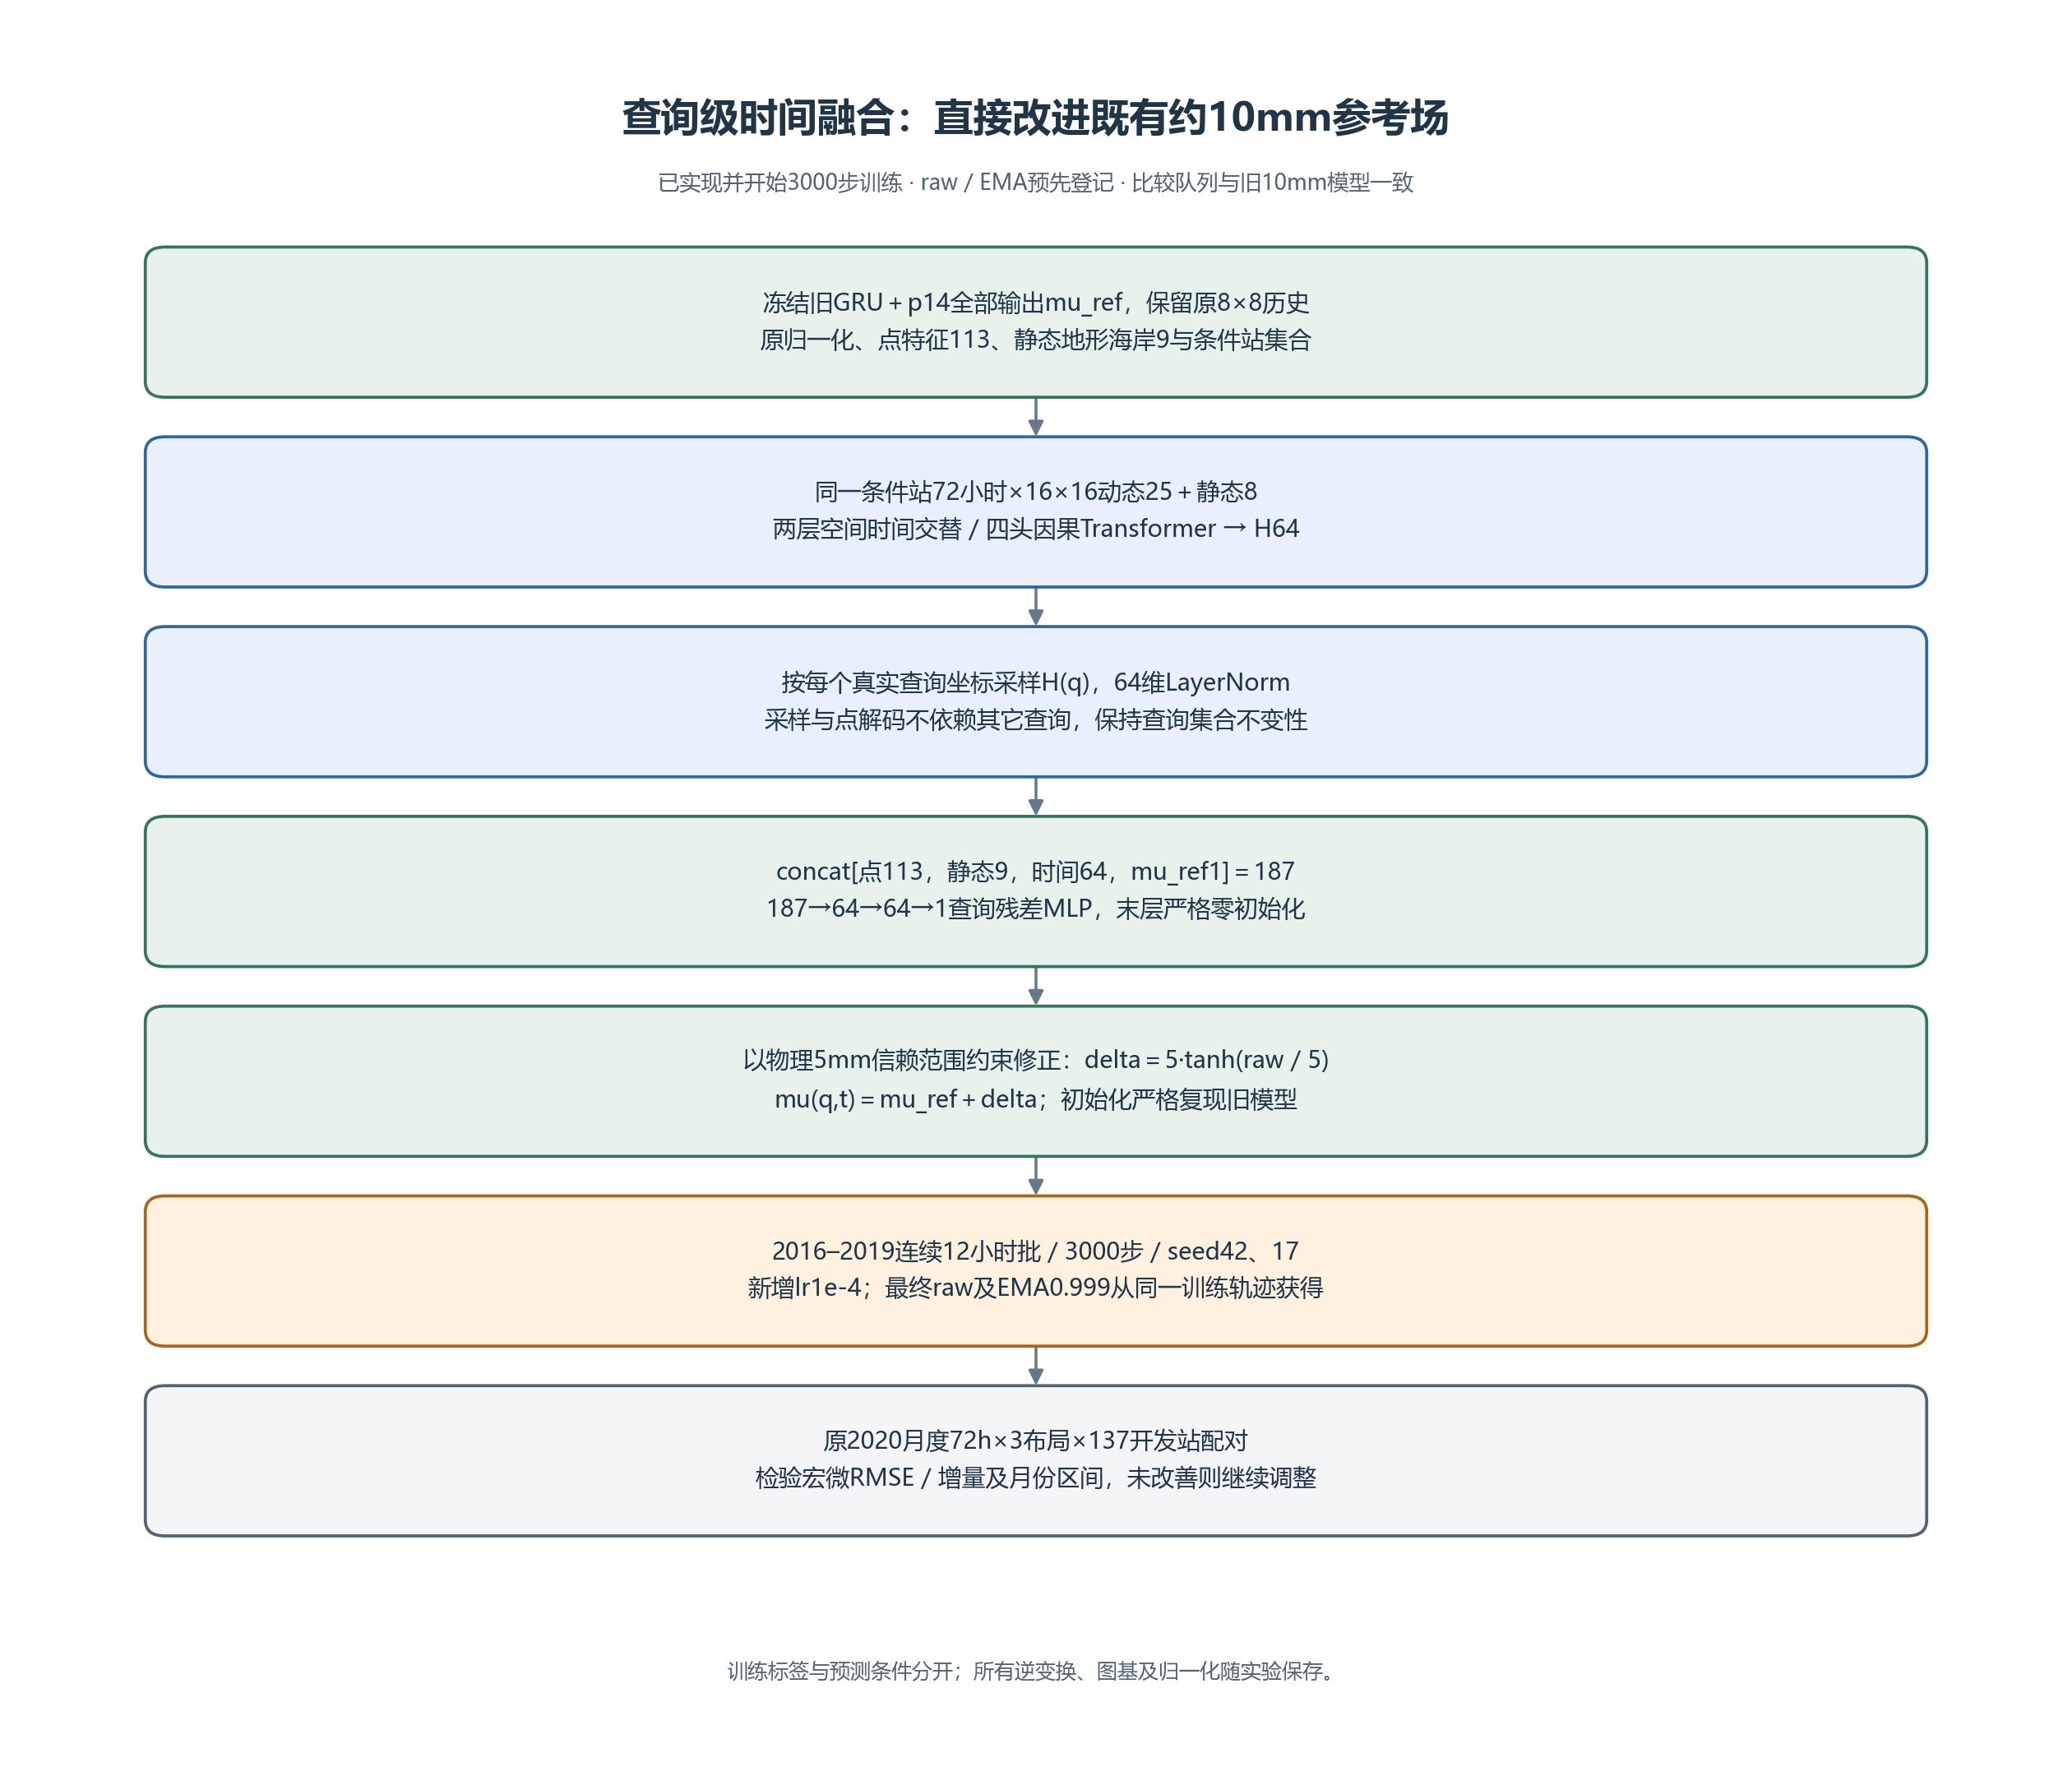 查询级时间融合：直接改进既有约10mm参考场
已实现并开始3000步训练 · raw / EMA预先登记 · 比较队列与旧10mm模型一致
冻结旧GRU + p14全部输出mu_ref，保留原8×8历史
原归一化、点特征113、静态地形海岸9与条件站集合
同一条件站72小时×16×16动态25 + 静态8
两层空间时间交替 / 四头因果Transformer → H64
按每个真实查询坐标采样H(q)，64维LayerNorm
采样与点解码不依赖其它查询，保持查询集合不变性
concat[点113，静态9，时间64，mu_ref1] = 187
187→64→64→1查询残差MLP，末层严格零初始化
以物理5mm信赖范围约束修正：delta = 5·tanh(raw / 5)
mu(q,t) = mu_ref + delta；初始化严格复现旧模型
2016–2019连续12小时批 / 3000步 / seed42、17
新增lr1e-4；最终raw及EMA0.999从同一训练轨迹获得
原2020月度72h×3布局×137开发站配对
检验宏微RMSE / 增量及月份区间，未改善则继续调整
训练标签与预测条件分开；所有逆变换、图基及归一化随实验保存。